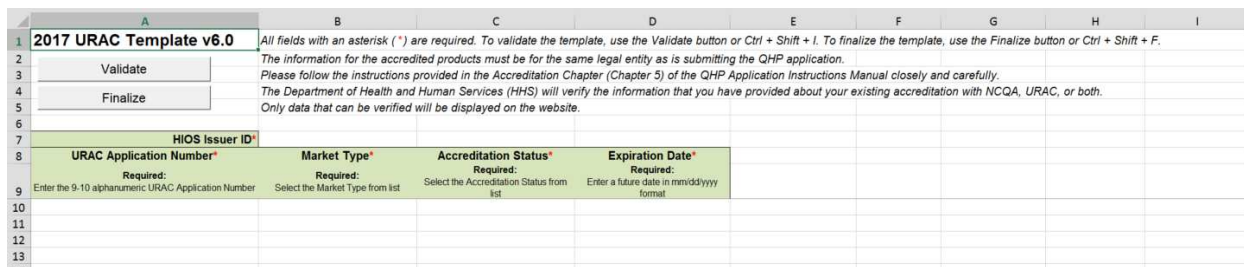 A B C D E F G H I
1 2017 URAC Template v6.0 All fields with an asterisk (*) are required. To validate the template, use the Validate button or Ctrl + Shift + I. To finalize the template, use the Finalize button or Ctrl + Shift + F.
2 The information for the accredited products must be for the same legal entity as is submitting the QHP application.
Validate
3 Please follow the instructions provided in the Accreditation Chapter (Chapter 5) of the QHP Application Instructions Manual closely and carefully.
4 The Department of Health and Human Services (HHS) will verify the information that you have provided about your existing accreditation with NCQA, URAC, or both.
Finalize
5 Only data that can be verified will be displayed on the website.
6
7 HIOS Issuer ID*
8 URAC Application Number* Market Type* Accreditation Status* Expiration Date*
Required: Required: Required: Required:
Enter the 9-10 alphanumeric URAC Application Number Select the Market Type from list Select the Accreditation Status from Enter a future date in mm/dd/yyyy
9 list format
10
11
12
13